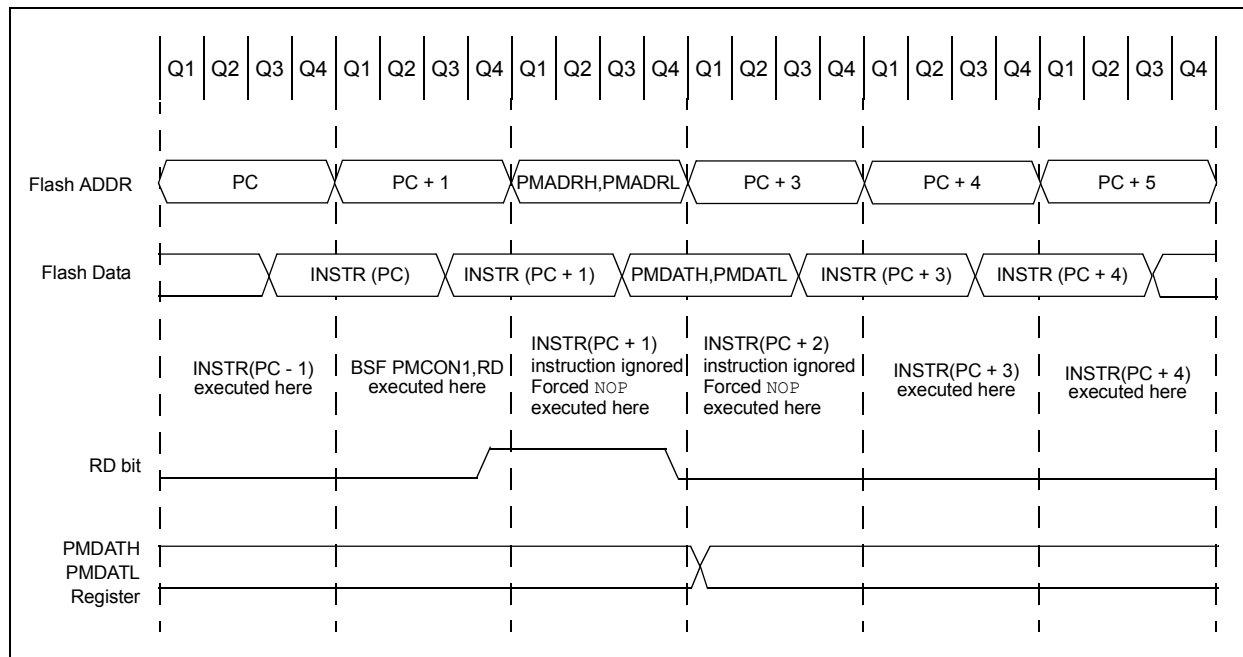 Q1 Q2 Q3 Q4 Q1 Q2 Q3 Q4 Q1 Q2 Q3 Q4 Q1 Q2 Q3 Q4 Q1 Q2 Q3 Q4 Q1 Q2 Q3 Q4
Flash ADDR
PC
PC + 1
PMADRH,PMADRL
PC + 3
PC + 4
PC + 5
Flash Data
INSTR (PC)
INSTR (PC + 1)
PMDATH,PMDATL
INSTR (PC + 3)
INSTR (PC + 4)
INSTR(PC - 1)
executed here
BSF PMCON1,RD
executed here
INSTR(PC + 1)
instruction ignored
Forced NOP
executed here
INSTR(PC + 2)
instruction ignored
Forced NOP
executed here
INSTR(PC + 3)
executed here
INSTR(PC + 4)
executed here
RD bit
PMDATH
PMDATL
Register